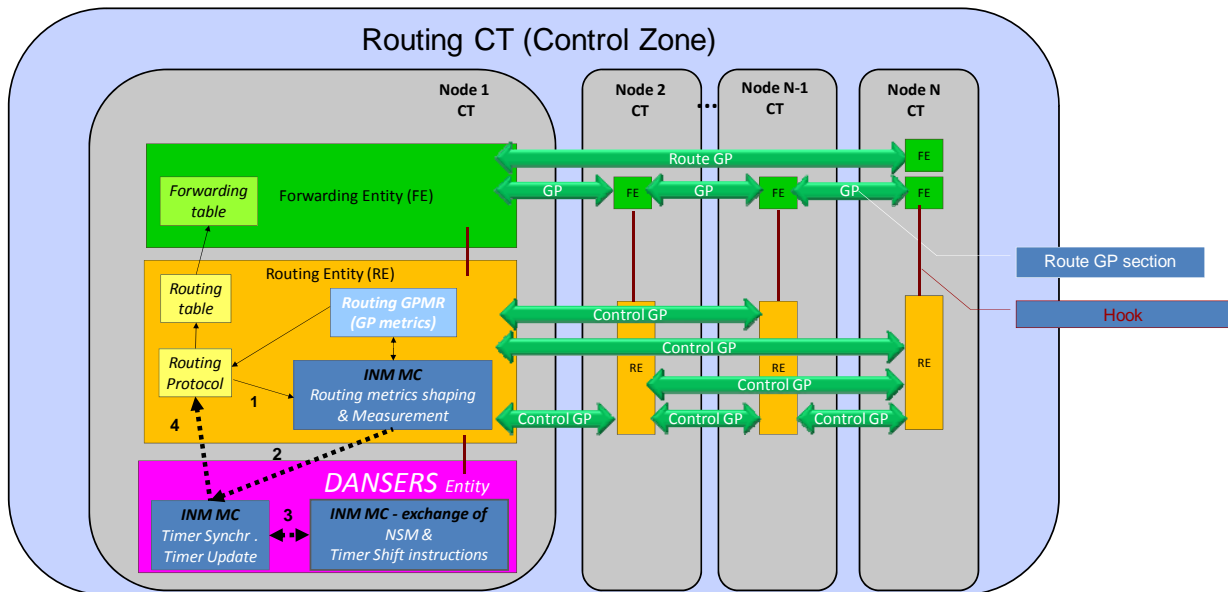 Routing CT (Control Zone)
Node 1
CT
Node 2
CT
...
Node N-1
CT
Node N
CT
Route GP
FE
Forwarding
table
Forwarding Entity (FE)
GP
FE
GP
FE
GP
FE
Route GP section
Hook
Routing Entity (RE)
Routing
table
Routing GPMR
(GP metrics)
Control GP
Control GP
Routing
Protocol
INM MC
Routing metrics shaping
& Measurement
RE
RE
RE
Control GP
Control GP
Control GP
Control GP
1
4
2
DANSERS Entity
INM MC
Timer Synchr .
Timer Update
3
INM MC - exchange of
NSM &
Timer Shift instructions